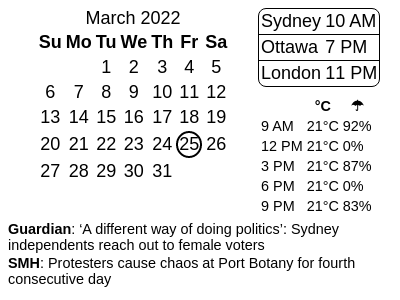 March 2022
Su Mo Tu We Th Fr Sa
1 2 3 4 5
6 7 8 9 10 11 12
13 14 15 16 17 18 19
20 21 22 23 24 25 26
27 28 29 30 31
Sydney 10 AM
Ottawa 7 PM
London 11 PM
°C ☂
9 AM 21°C 92%
12 PM 21°C 0%
3 PM 21°C 87%
6 PM 21°C 0%
9 PM 21°C 83%
Guardian: ‘A different way of doing politics’: Sydney
independents reach out to female voters
SMH: Protesters cause chaos at Port Botany for fourth
consecutive day